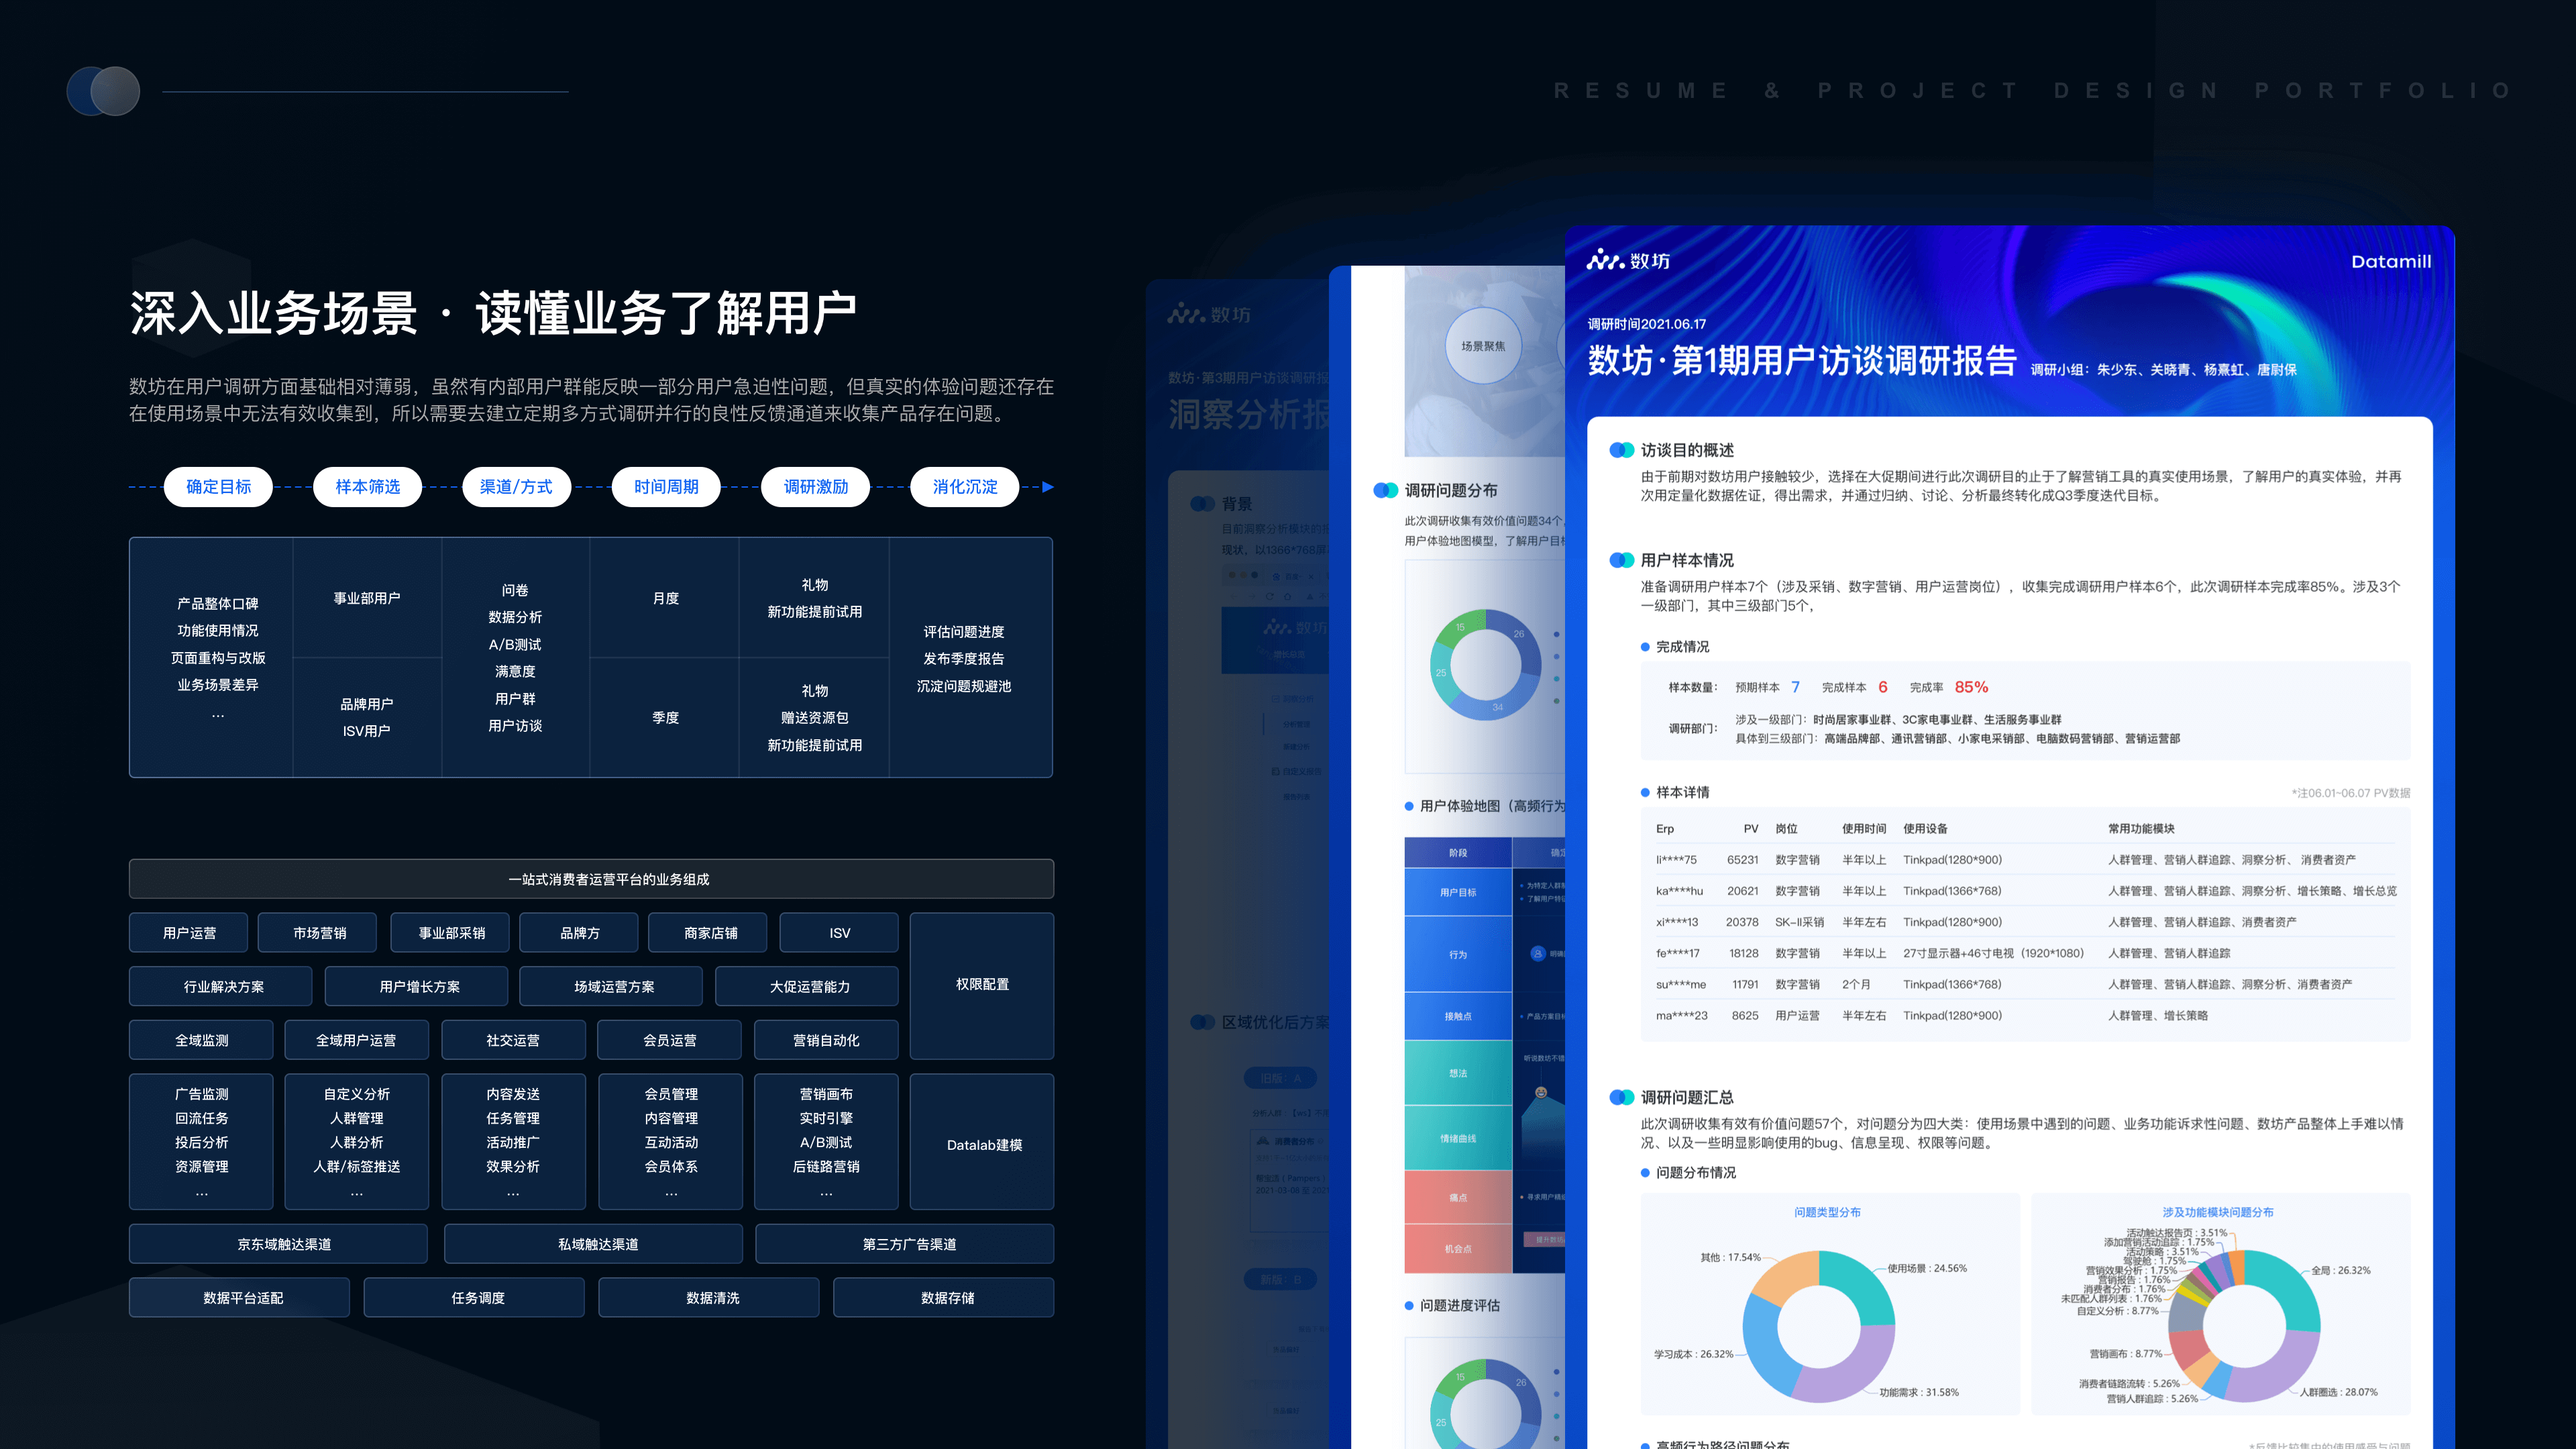 RESUME & PROJECT DESIGN PORTFOLIO
深入业务场景 · 读懂业务了解用户
数坊在用户调研方面基础相对薄弱，虽然有内部用户群能反映一部分用户急迫性问题，但真实的体验问题还存在
在使用场景中无法有效收集到，所以需要去建立定期多方式调研并行的良性反馈通道来收集产品存在问题。
确定目标 样本筛选 渠道/方式 时间周期 调研激励 消化沉淀
产品整体口碑
功能使用情况
页面重构与改版
业务场景差异
...
事业部用户
品牌用户
ISV用户
问卷
数据分析
A/B测试
满意度
用户群
用户访谈
月度
季度
礼物
新功能提前试用
礼物
赠送资源包
新功能提前试用
评估问题进度
发布季度报告
沉淀问题规避池
一站式消费者运营平台的业务组成
用户运营 市场营销 事业部采销 品牌方 商家店铺 ISV
权限配置
行业解决方案 用户增长方案 场域运营方案 大促运营能力
全域监测 全域用户运营 社交运营 会员运营 营销自动化
广告监测
回流任务
投后分析
资源管理
...
自定义分析
人群管理
人群分析
人群/标签推送
...
内容发送
任务管理
活动推广
效果分析
...
会员管理
内容管理
互动活动
会员体系
...
营销画布
实时引擎
A/B测试
后链路营销
...
Datalab建模
京东域触达渠道 私域触达渠道 第三方广告渠道
数据平台适配 任务调度 数据清洗 数据存储
数坊
数坊·第3期用户访谈调研报
洞察分析报
背景
目前洞察分析模块的
现状，以1366*768屏
数坊
区域优化后方案
旧版：A
新版：B
场景聚焦
调研问题分布
此次调研收集有效价值问题34个
用户体验地图模型，了解用户目标
15
26
25
34
用户体验地图（高频行为
阶段
用户目标
行为
接触点
想法
情绪曲线
痛点
机会点
问题进度评估
15
26
25
数坊
Datamill
调研时间2021.06.17
数坊·第1期用户访谈调研报告 调研小组：朱少东、关晓青、杨熹虹、唐尉保
访谈目的概述
由于前期对数坊用户接触较少，选择在大促期间进行此次调研目的止于了解营销工具的真实使用场景，了解用户的真实体验，并再
次用定量化数据佐证，得出需求，并通过归纳、讨论、分析最终转化成Q3季度迭代目标。
用户样本情况
准备调研用户样本7个（涉及采销、数字营销、用户运营岗位），收集完成调研用户样本6个，此次调研样本完成率85%。涉及3个
一级部门，其中三级部门5个，
完成情况
样本数量： 预期样本 7 完成样本 6 完成率 85%
调研部门：
涉及一级部门：时尚居家事业群、3C家电事业群、生活服务事业群
具体到三级部门：高端品牌部、通讯营销部、小家电采销部、电脑数码营销部、营销运营部
样本详情
*注06.01~06.07 PV数据
Erp PV 岗位 使用时间 使用设备 常用功能模块
li****75 65231 数字营销 半年以上 Tinkpad(1280*900) 人群管理、营销人群追踪、洞察分析、 消费者资产
ka****hu 20621 数字营销 半年以上 Tinkpad(1366*768) 人群管理、营销人群追踪、洞察分析、增长策略、增长总览
xi****13 20378 SK-II采销 半年左右 Tinkpad(1280*900) 人群管理、营销人群追踪、消费者资产
fe****17 18128 数字营销 半年以上 27寸显示器+46寸电视（1920*1080） 人群管理、营销人群追踪
su****me 11791 数字营销 2个月 Tinkpad(1366*768) 人群管理、营销人群追踪、洞察分析、消费者资产
ma****23 8625 用户运营 半年左右 Tinkpad(1280*900) 人群管理、增长策略
调研问题汇总
此次调研收集有效有价值问题57个，对问题分为四大类：使用场景中遇到的问题、业务功能诉求性问题、数坊产品整体上手难以情
况、以及一些明显影响使用的bug、信息呈现、权限等问题。
问题分布情况
问题类型分布
其他：17.54%
使用场景：24.56%
学习成本：26.32%
功能需求：31.58%
涉及功能模块问题分布
活动触达报告页：3.51%
添加营销活动追踪：1.75%
活动策略：3.51%
驾驶舱：1.75%
营销效果分析：1.75%
营销报告：1.76%
消费者分布：1.76%
未匹配人群列表：1.76%
自定义分析：8.77%
全局：26.32%
营销画布：8.77%
消费者链路流转：5.26%
营销人群追踪：5.26%
人群圈选：28.07%
高频行为路径问题分布
*反馈比较集中的使用感受与问题